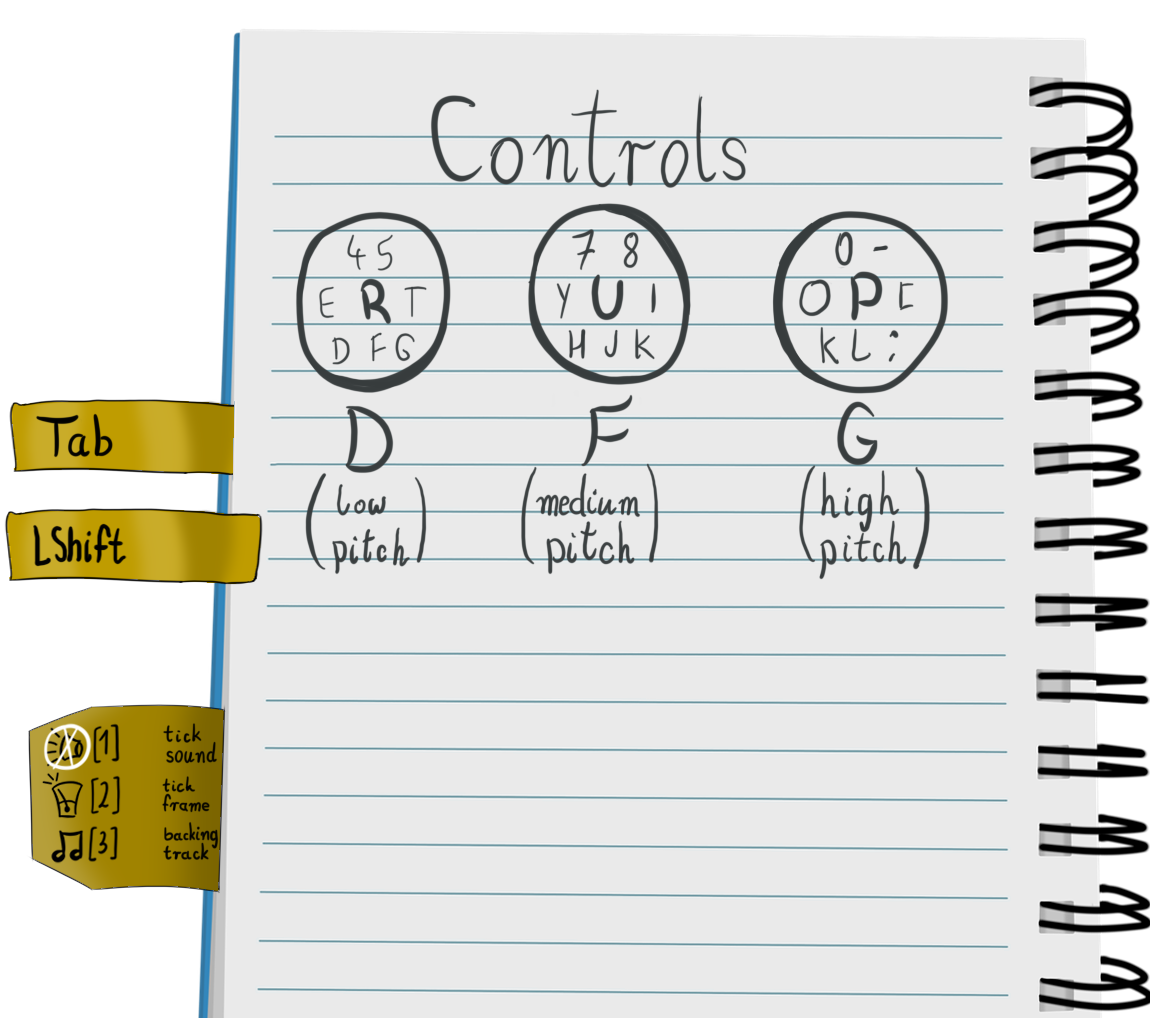 Controls
4 5
E R T
D F G
7 8
Y U I
H J K
0 -
O P [
K L ;
D
F
G
(low
pitch)
(medium
pitch)
(high
pitch)
Tab
LShift
[1] tick
sound
[2] tick
frame
[3] backing
track